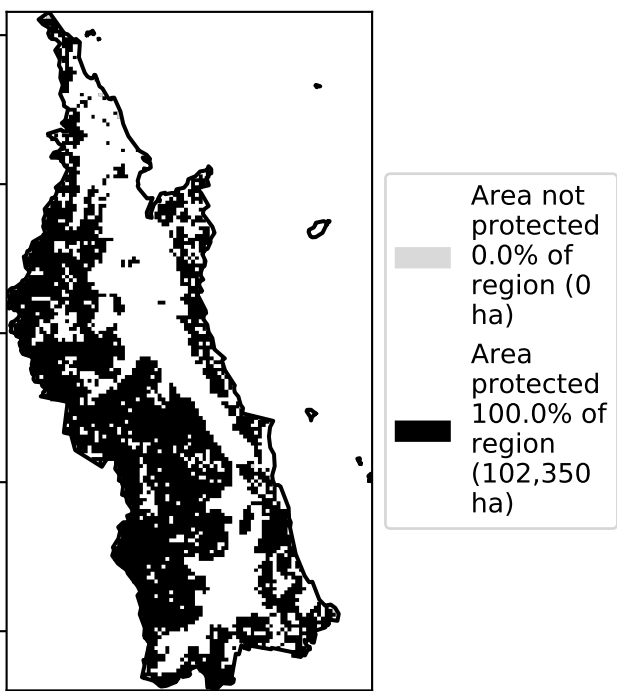 Area not
protected
0.0% of
region (0
ha)
Area
protected
100.0% of
region
(102,350
ha)